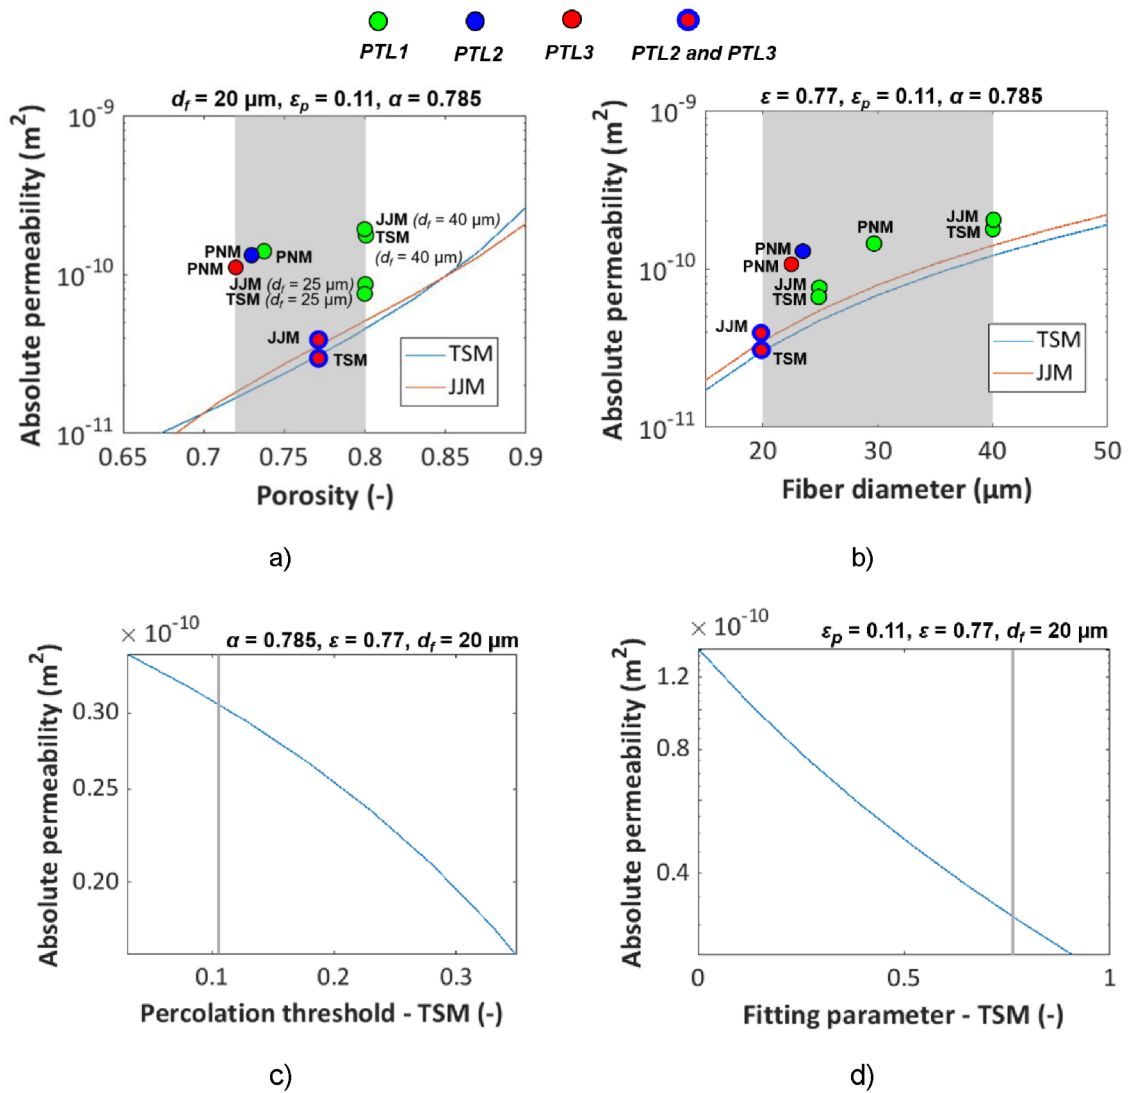 PTL1 PTL2 PTL3 PTL2 and PTL3
d_f = 20 µm, ε_p = 0.11, α = 0.785
Absolute permeability (m²)
10⁻⁹
10⁻¹⁰
10⁻¹¹
JJM (d_f = 40 µm)
TSM
(d_f = 40 µm)
PNM
PNM
PNM
JJM (d_f = 25 µm)
TSM (d_f = 25 µm)
JJM
TSM
TSM
JJM
0.65 0.7 0.75 0.8 0.85 0.9
Porosity (-)
a)
ε = 0.77, ε_p = 0.11, α = 0.785
Absolute permeability (m²)
10⁻⁹
10⁻¹⁰
10⁻¹¹
JJM
TSM
PNM
PNM
PNM
JJM
TSM
JJM
TSM
TSM
JJM
20 30 40 50
Fiber diameter (µm)
b)
× 10⁻¹⁰
α = 0.785, ε = 0.77, d_f = 20 µm
Absolute permeability (m²)
0.30
0.25
0.20
0.1 0.2 0.3
Percolation threshold - TSM (-)
c)
× 10⁻¹⁰
ε_p = 0.11, ε = 0.77, d_f = 20 µm
Absolute permeability (m²)
1.2
0.8
0.4
0 0.5 1
Fitting parameter - TSM (-)
d)